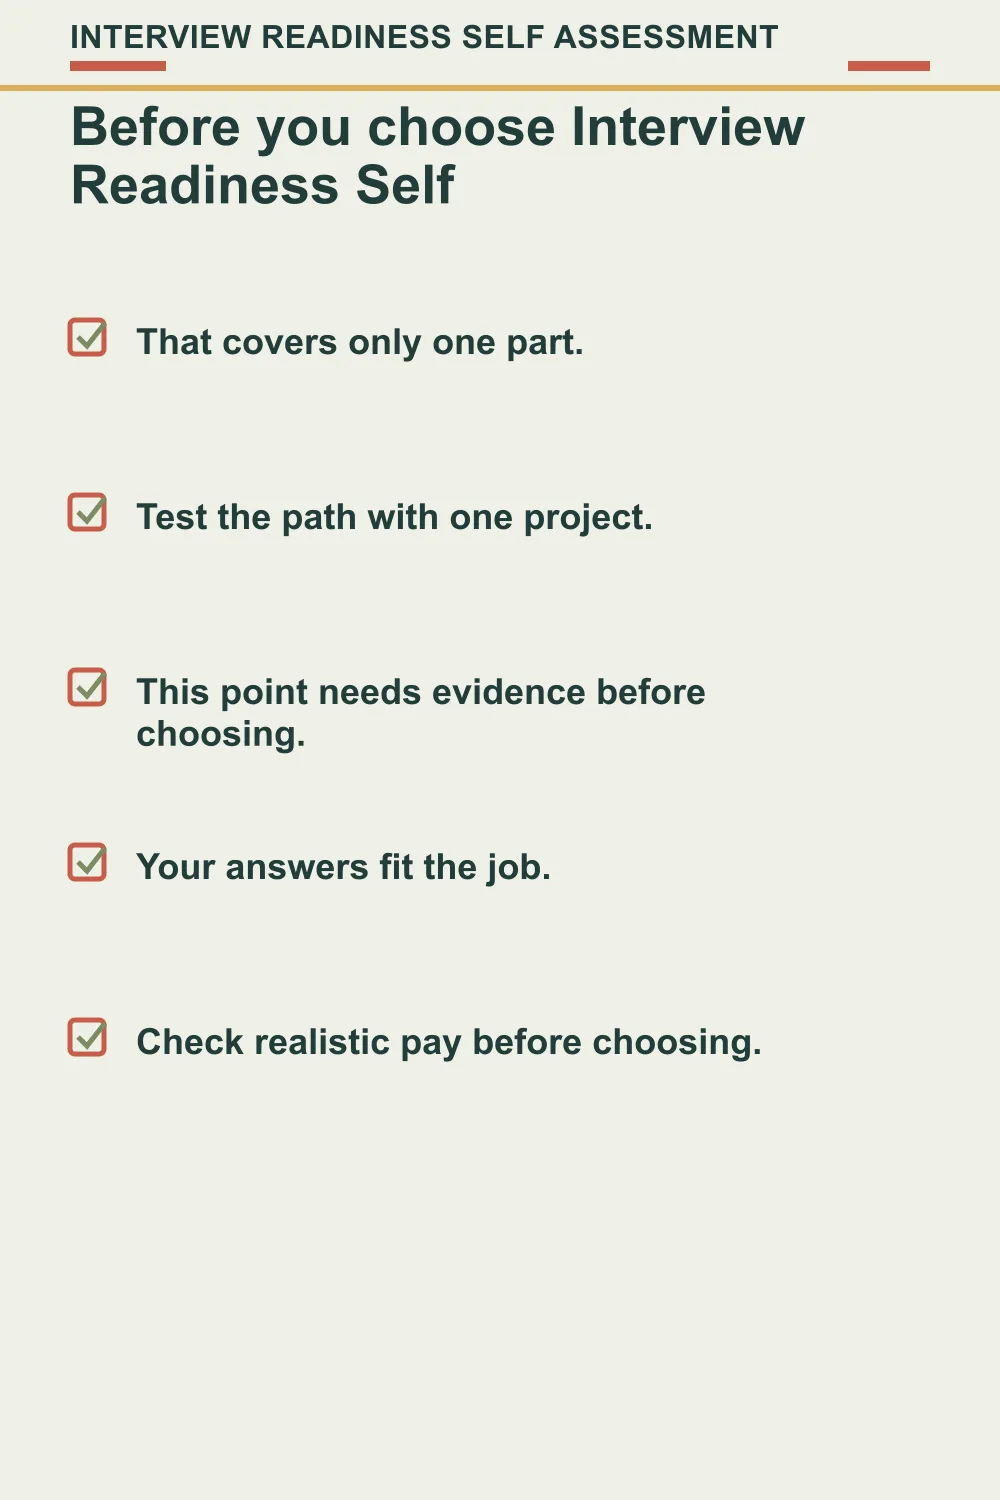 INTERVIEW READINESS SELF ASSESSMENT
Before you choose Interview
Readiness Self
That covers only one part.
Test the path with one project.
This point needs evidence before
choosing.
Your answers fit the job.
Check realistic pay before choosing.